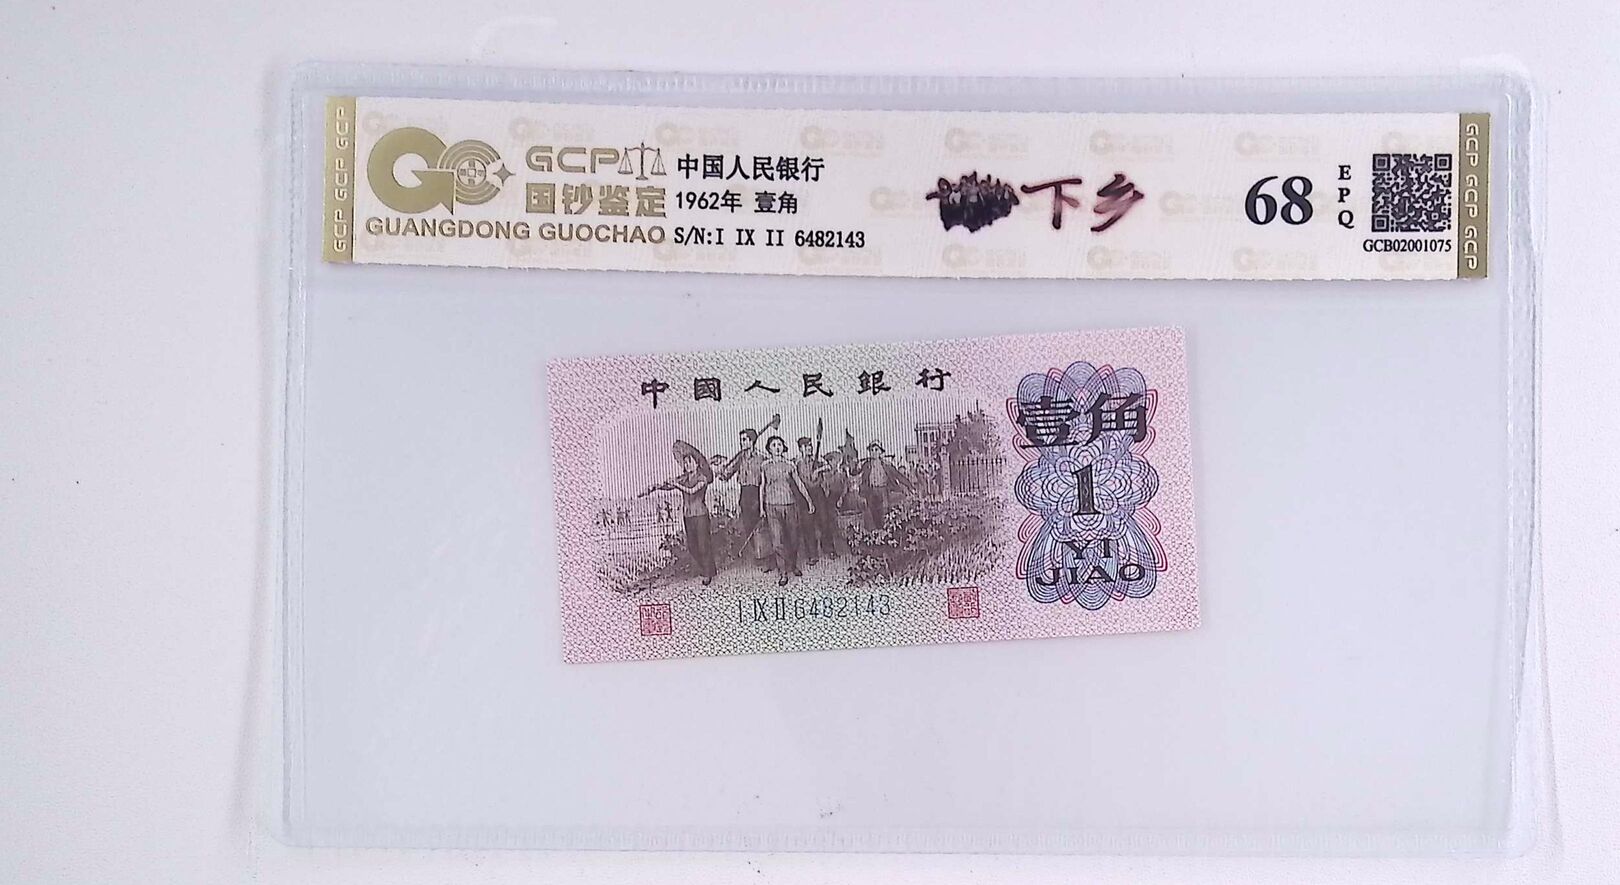 GCP GCP GCP
GCP
国钞鉴定
GUANGDONG GUOCHAO
中国人民银行
1962年 壹角
S/N:I IX II 6482143
下乡
68
EPQ
GCB02001075
GCP GCP GCP
中國人民銀行
壹角
1
YI
JIAO
I IX II 6482143